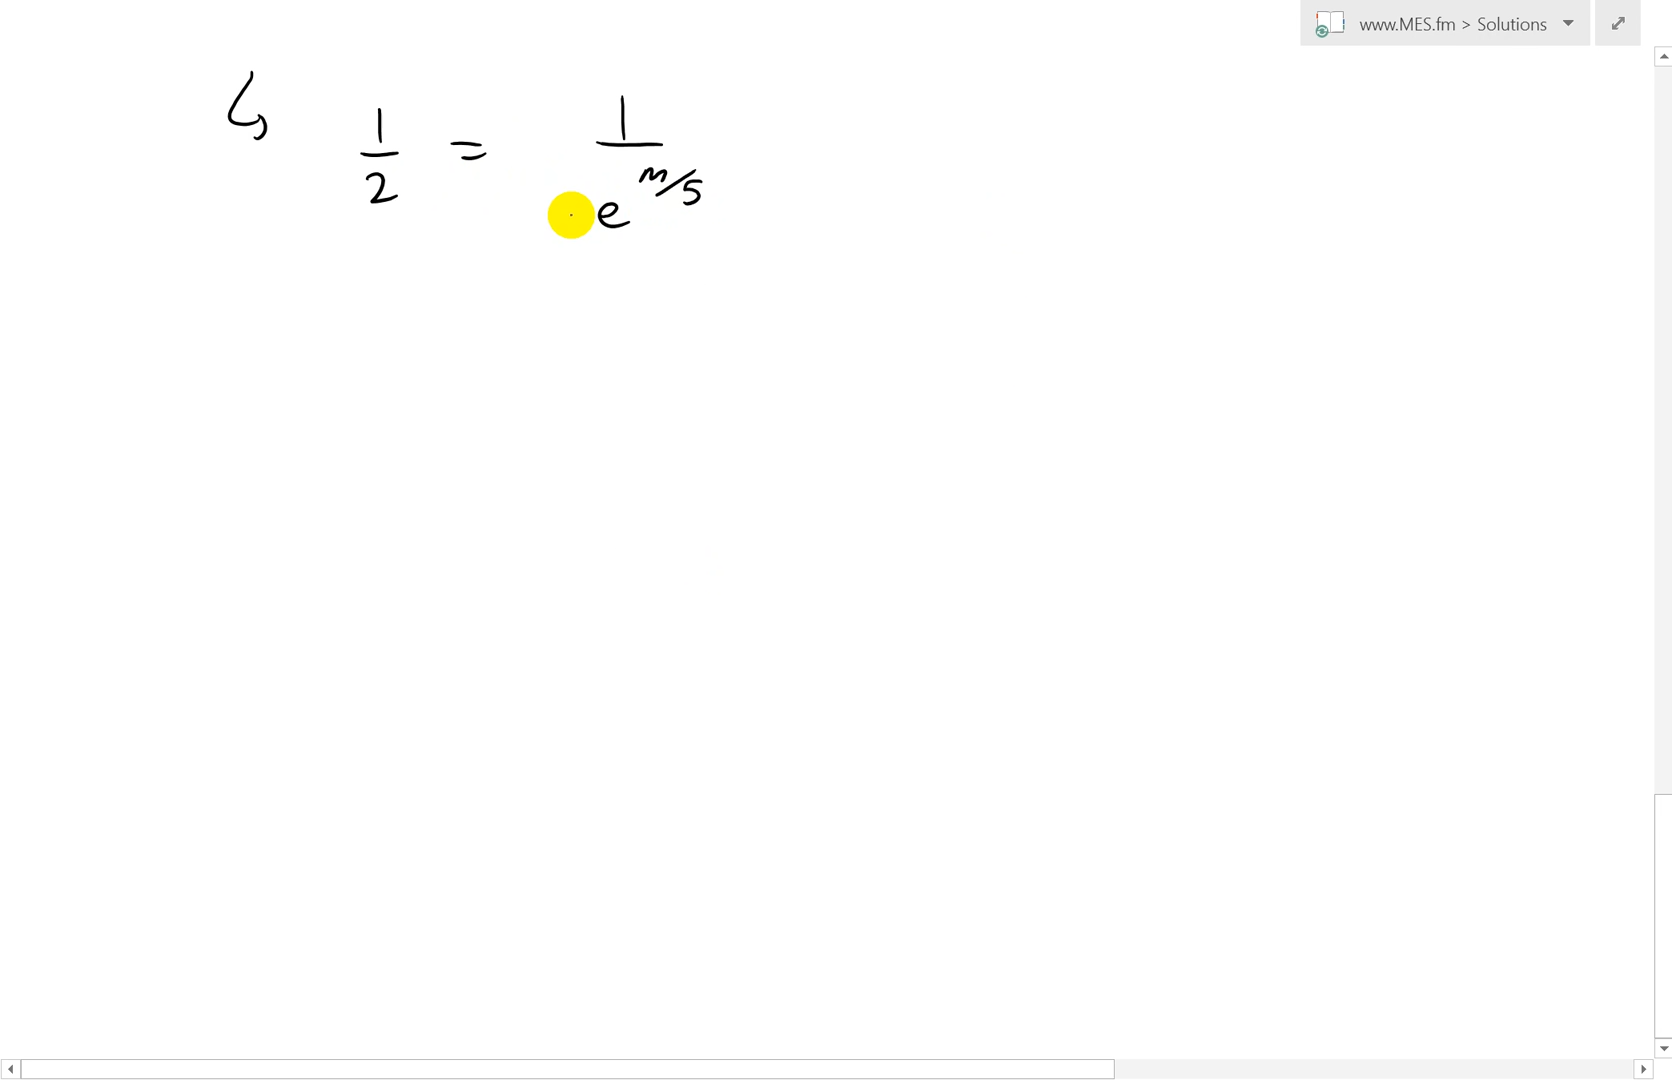 www.MES.fm > Solutions
↳ 1/2 = 1/e^(m/5)